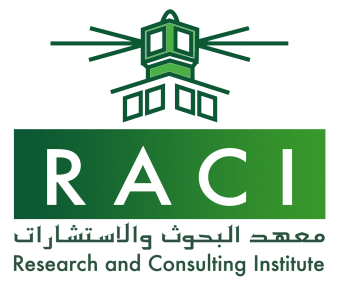 RACI
معهد البحوث والاستشارات
Research and Consulting Institute